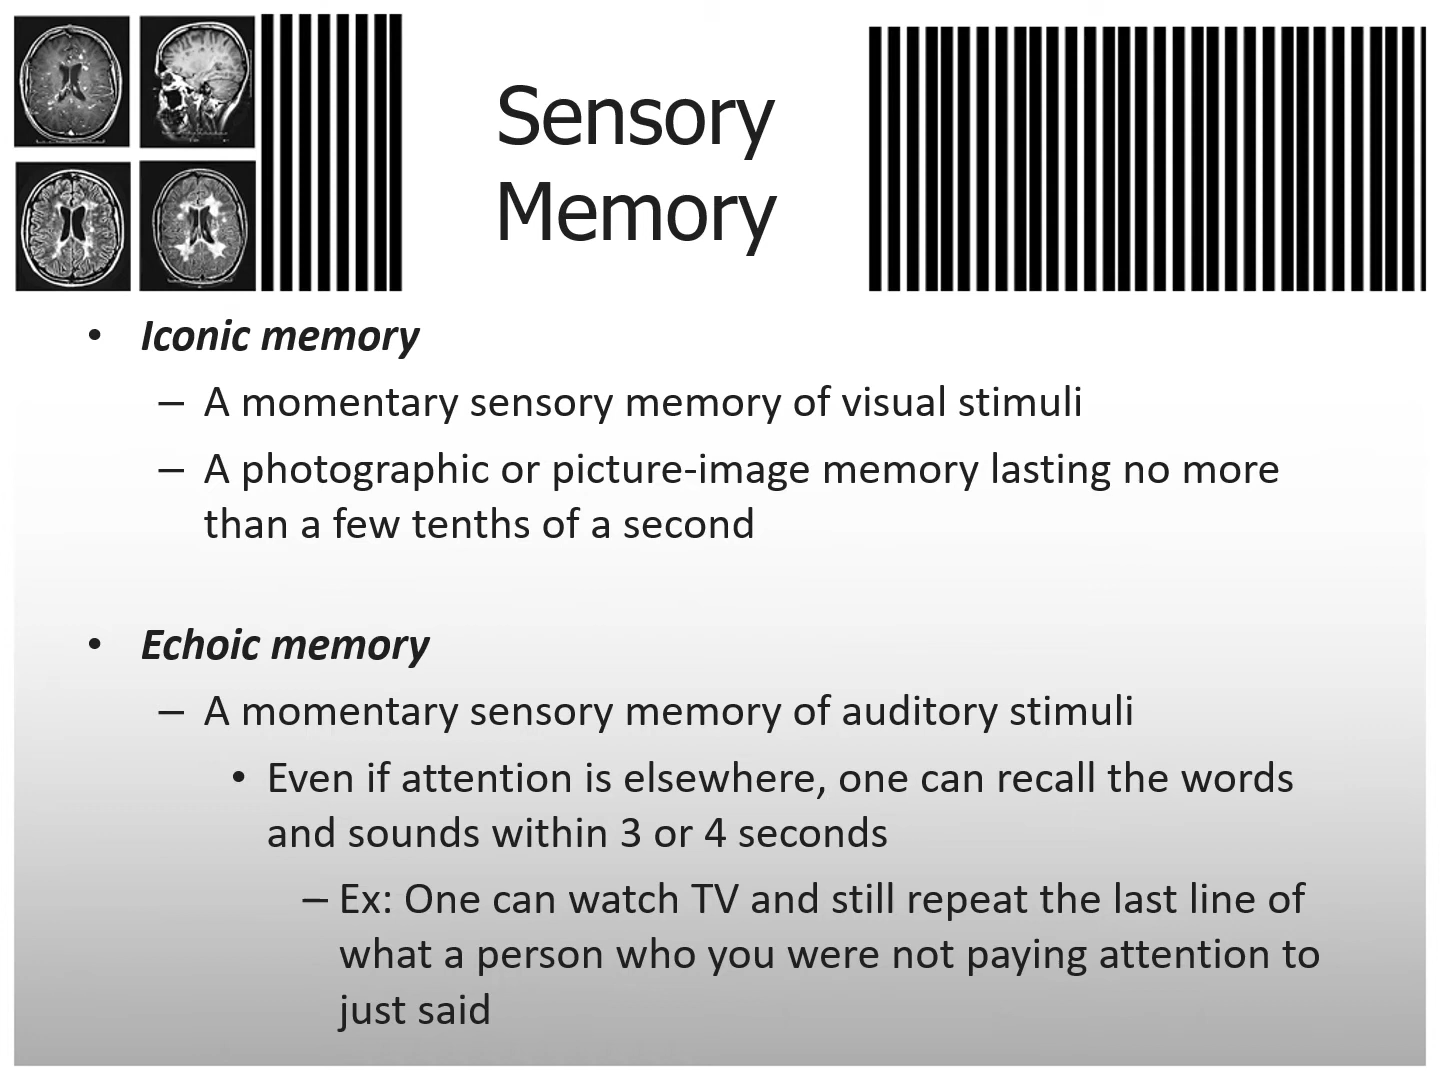 Sensory
Memory
• Iconic memory
– A momentary sensory memory of visual stimuli
– A photographic or picture-image memory lasting no more
than a few tenths of a second
• Echoic memory
– A momentary sensory memory of auditory stimuli
• Even if attention is elsewhere, one can recall the words
and sounds within 3 or 4 seconds
– Ex: One can watch TV and still repeat the last line of
what a person who you were not paying attention to
just said